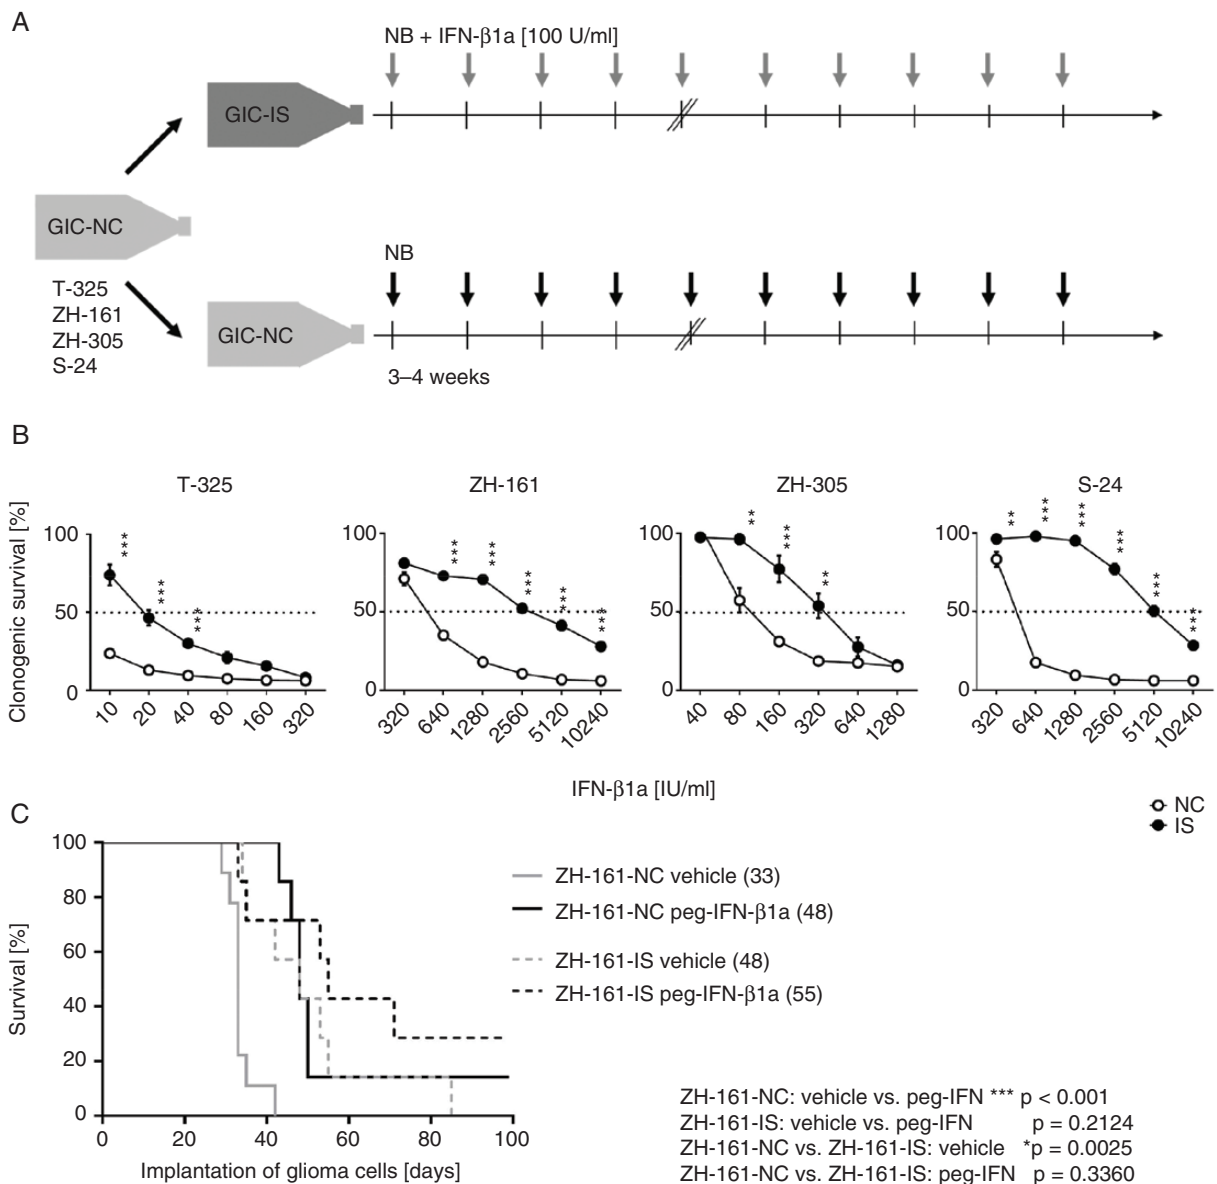 A
NB + IFN-β1a [100 U/ml]
GIC-IS
GIC-NC
T-325
ZH-161
ZH-305
S-24
NB
GIC-NC
3–4 weeks
B
T-325
ZH-161
ZH-305
S-24
Clonogenic survival [%]
100
50
0
***
***
***
10
20
40
80
160
320
100
50
0
***
***
***
***
***
320
640
1280
2560
5120
10240
100
50
0
**
***
**
40
80
160
320
640
1280
100
50
0
**
***
***
***
***
***
320
640
1280
2560
5120
10240
IFN-β1a [IU/ml]
NC
IS
C
Survival [%]
100
80
60
40
20
0
0
20
40
60
80
100
Implantation of glioma cells [days]
ZH-161-NC vehicle (33)
ZH-161-NC peg-IFN-β1a (48)
ZH-161-IS vehicle (48)
ZH-161-IS peg-IFN-β1a (55)
ZH-161-NC: vehicle vs. peg-IFN *** p < 0.001
ZH-161-IS: vehicle vs. peg-IFN p = 0.2124
ZH-161-NC vs. ZH-161-IS: vehicle *p = 0.0025
ZH-161-NC vs. ZH-161-IS: peg-IFN p = 0.3360